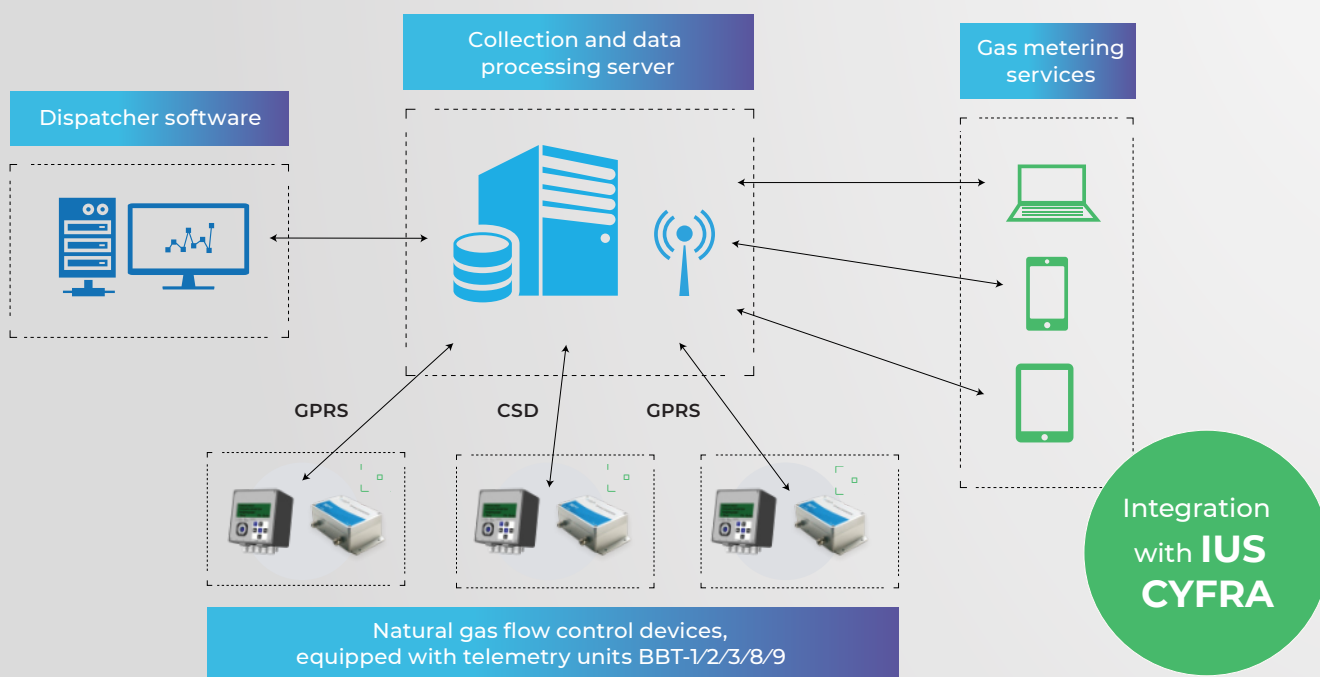 Collection and data
processing server
Gas metering
services
Dispatcher software
GPRS
CSD
GPRS
Natural gas flow control devices,
equipped with telemetry units BBT-1/2/3/8/9
Integration
with IUS
CYFRA